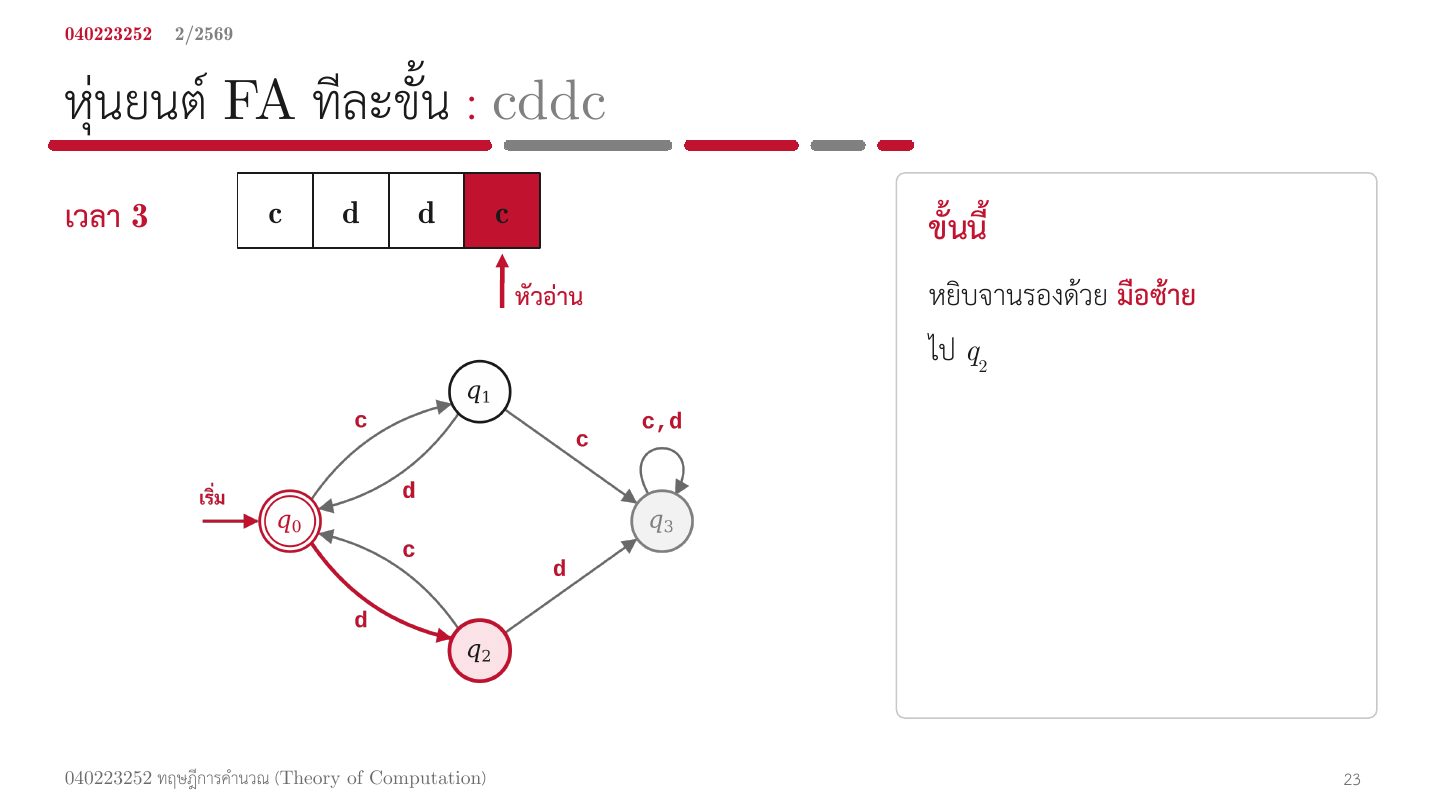 040223252 2/2569
หุ่นยนต์ FA ทีละขั้น : cddc
เวลา 3
c d d c
หัวอ่าน
ขั้นนี้
หยิบจานรองด้วย มือซ้าย
ไป q2
q1
c
c
c,d
d
เริ่ม
q0
q3
c
d
d
q2
040223252 ทฤษฎีการคำนวณ (Theory of Computation)
23